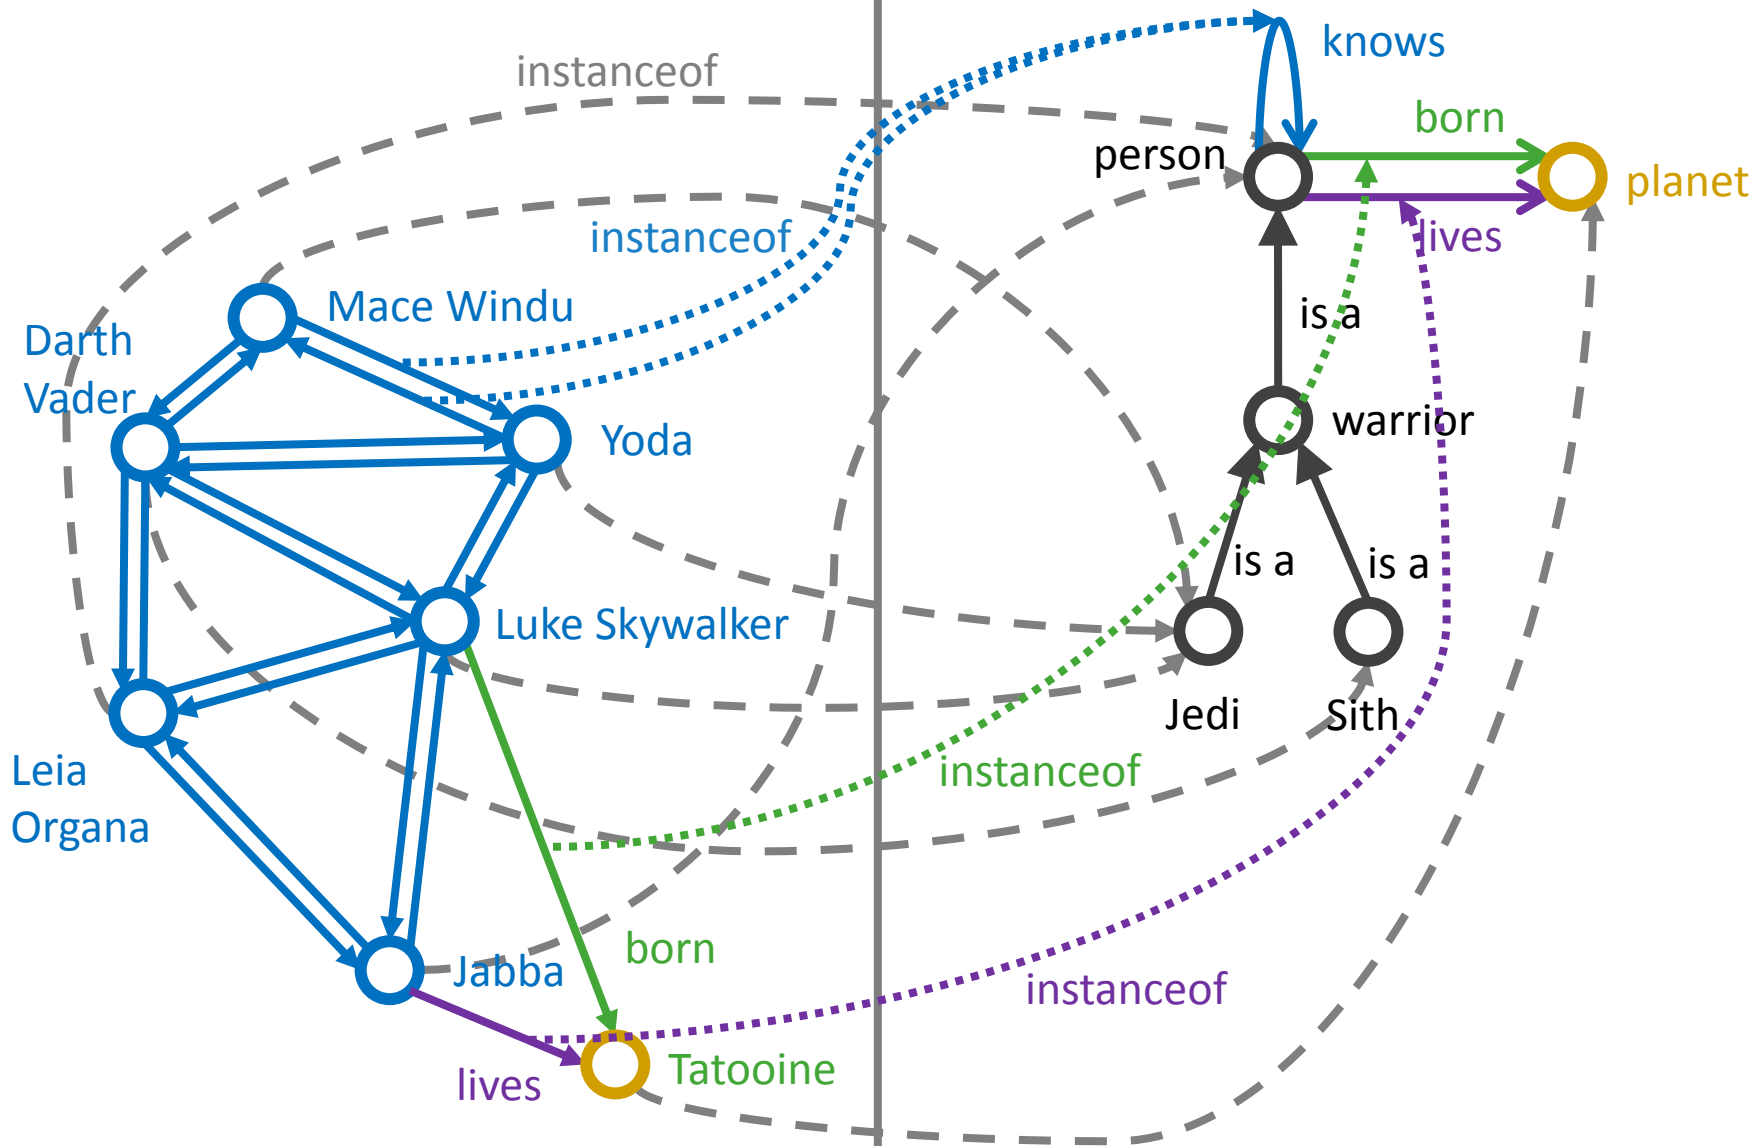 knows
instanceof
born
person
planet
instanceof
lives
Mace Windu
is a
Darth
Vader
warrior
Yoda
is a
is a
Luke Skywalker
Jedi
Sith
Leia
Organa
instanceof
born
Jabba
instanceof
Tatooine
lives